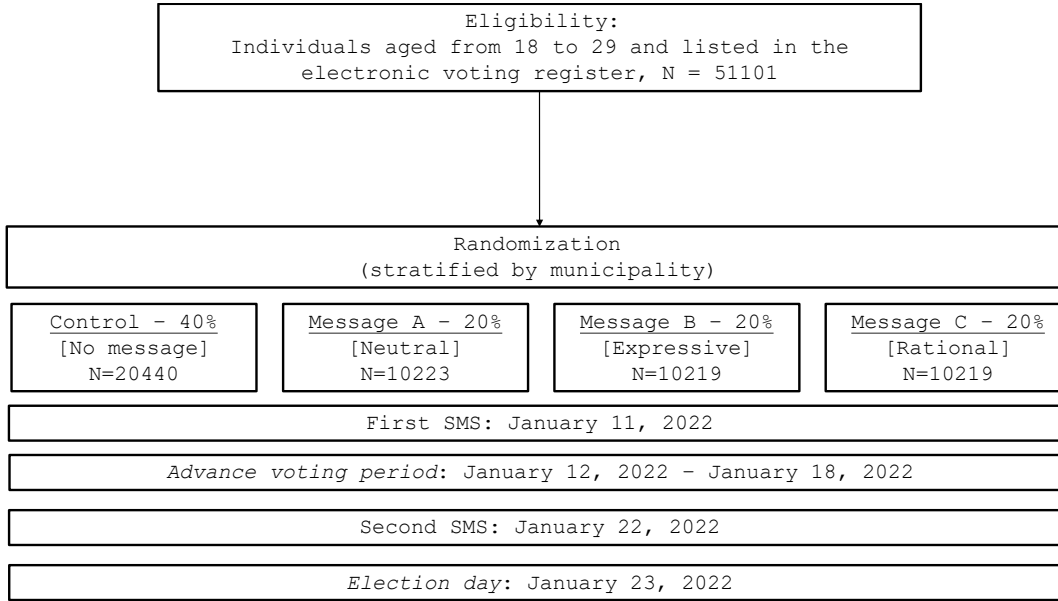 Eligibility:
Individuals aged from 18 to 29 and listed in the
electronic voting register, N = 51101
Randomization
(stratified by municipality)
Control – 40%
[No message]
N=20440
Message A – 20%
[Neutral]
N=10223
Message B – 20%
[Expressive]
N=10219
Message C – 20%
[Rational]
N=10219
First SMS: January 11, 2022
Advance voting period: January 12, 2022 – January 18, 2022
Second SMS: January 22, 2022
Election day: January 23, 2022